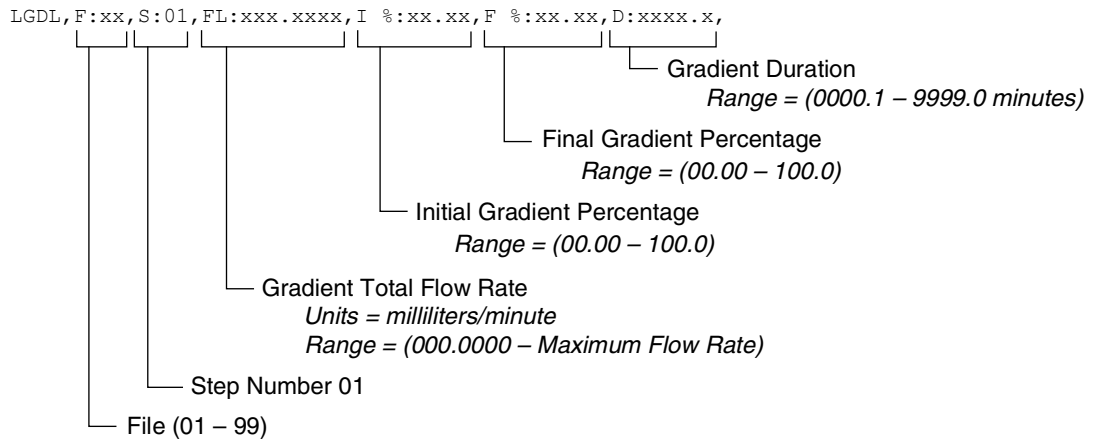 LGDL,F:xx,S:01,FL:xxx.xxxx,I %:xx.xx,F %:xx.xx,D:xxxx.x,
Gradient Duration
Range = (0000.1 – 9999.0 minutes)
Final Gradient Percentage
Range = (00.00 – 100.0)
Initial Gradient Percentage
Range = (00.00 – 100.0)
Gradient Total Flow Rate
Units = milliliters/minute
Range = (000.0000 – Maximum Flow Rate)
Step Number 01
File (01 – 99)